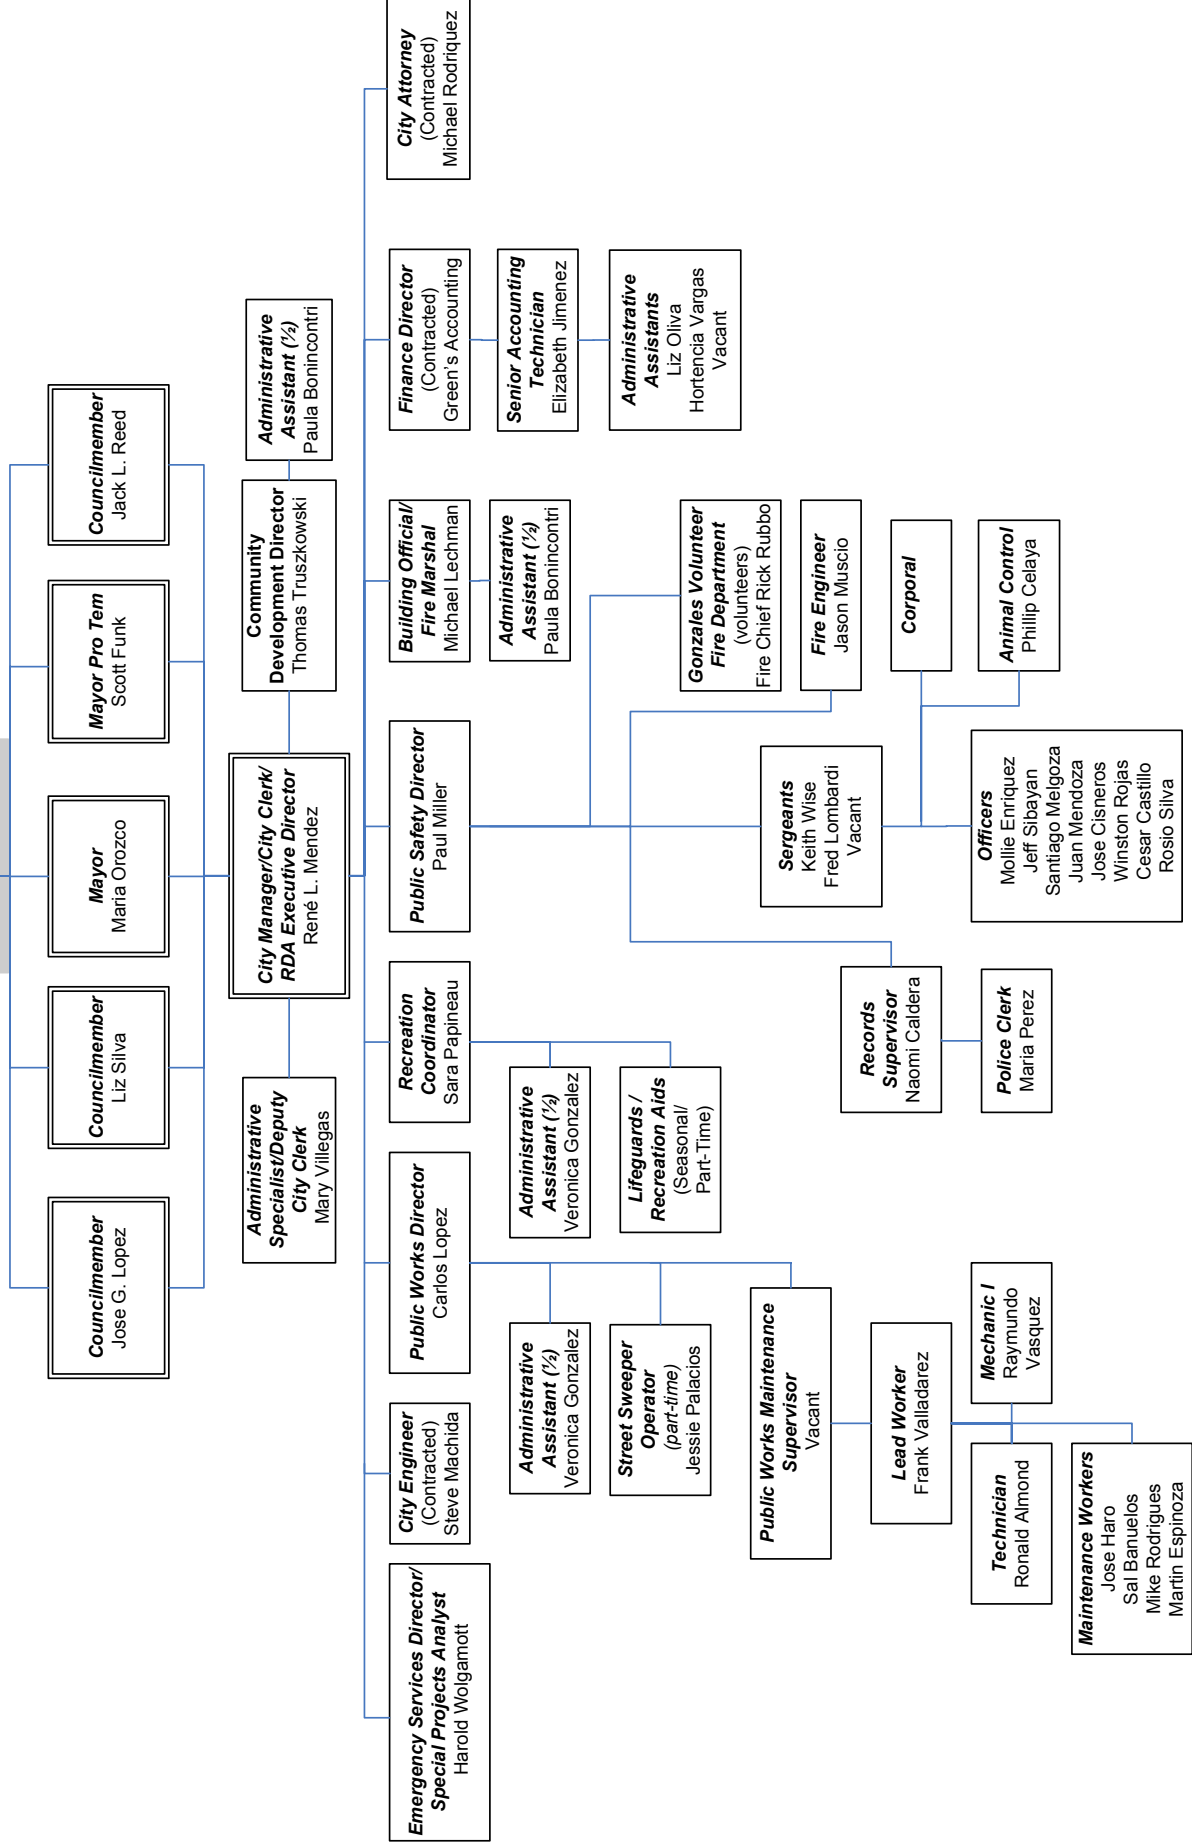 Councilmember
Jose G. Lopez
Councilmember
Liz Silva
Mayor
Maria Orozco
Mayor Pro Tem
Scott Funk
Councilmember
Jack L. Reed
Administrative
Specialist/Deputy
City Clerk
Mary Villegas
City Manager/City Clerk/
RDA Executive Director
René L. Mendez
Community
Development Director
Thomas Truszkowski
Administrative
Assistant (½)
Paula Bonincontri
Emergency Services Director/
Special Projects Analyst
Harold Wolgamott
City Engineer
(Contracted)
Steve Machida
Public Works Director
Carlos Lopez
Recreation
Coordinator
Sara Papineau
Public Safety Director
Paul Miller
Building Official/
Fire Marshal
Michael Lechman
Finance Director
(Contracted)
Green's Accounting
City Attorney
(Contracted)
Michael Rodriquez
Administrative
Assistant (½)
Veronica Gonzalez
Street Sweeper
Operator
(part-time)
Jessie Palacios
Public Works Maintenance
Supervisor
Vacant
Lead Worker
Frank Valladarez
Technician
Ronald Almond
Mechanic I
Raymundo
Vasquez
Maintenance Workers
Jose Haro
Sal Banuelos
Mike Rodrigues
Martin Espinoza
Administrative
Assistant (½)
Veronica Gonzalez
Lifeguards /
Recreation Aids
(Seasonal/
Part-Time)
Records
Supervisor
Naomi Caldera
Police Clerk
Maria Perez
Sergeants
Keith Wise
Fred Lombardi
Vacant
Officers
Mollie Enriquez
Jeff Sibayan
Santiago Melgoza
Juan Mendoza
Jose Cisneros
Winston Rojas
Cesar Castillo
Rosio Silva
Gonzales Volunteer
Fire Department
(volunteers)
Fire Chief Rick Rubbo
Fire Engineer
Jason Muscio
Corporal
Animal Control
Phillip Celaya
Administrative
Assistant (½)
Paula Bonincontri
Senior Accounting
Technician
Elizabeth Jimenez
Administrative
Assistants
Liz Oliva
Hortencia Vargas
Vacant